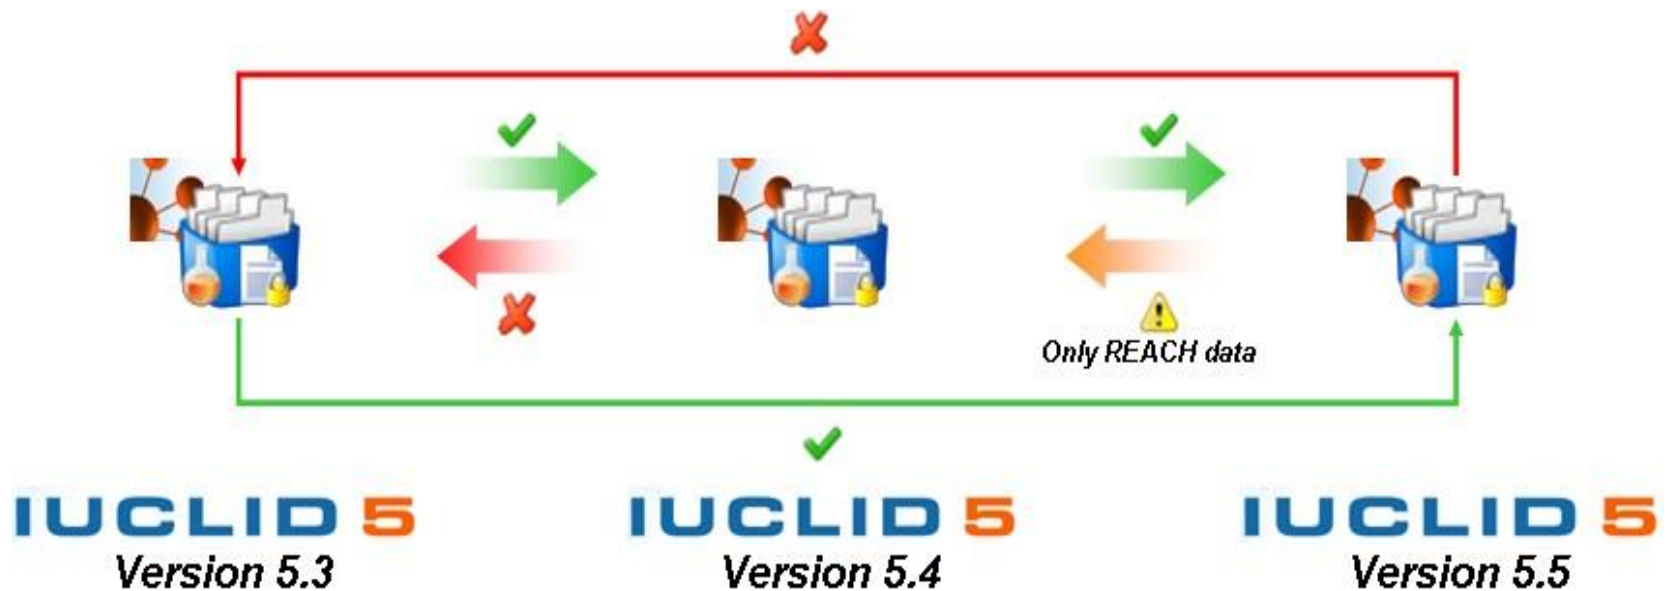 Only REACH data
IUCLID 5 IUCLID 5 IUCLID 5
Version 5.3 Version 5.4 Version 5.5